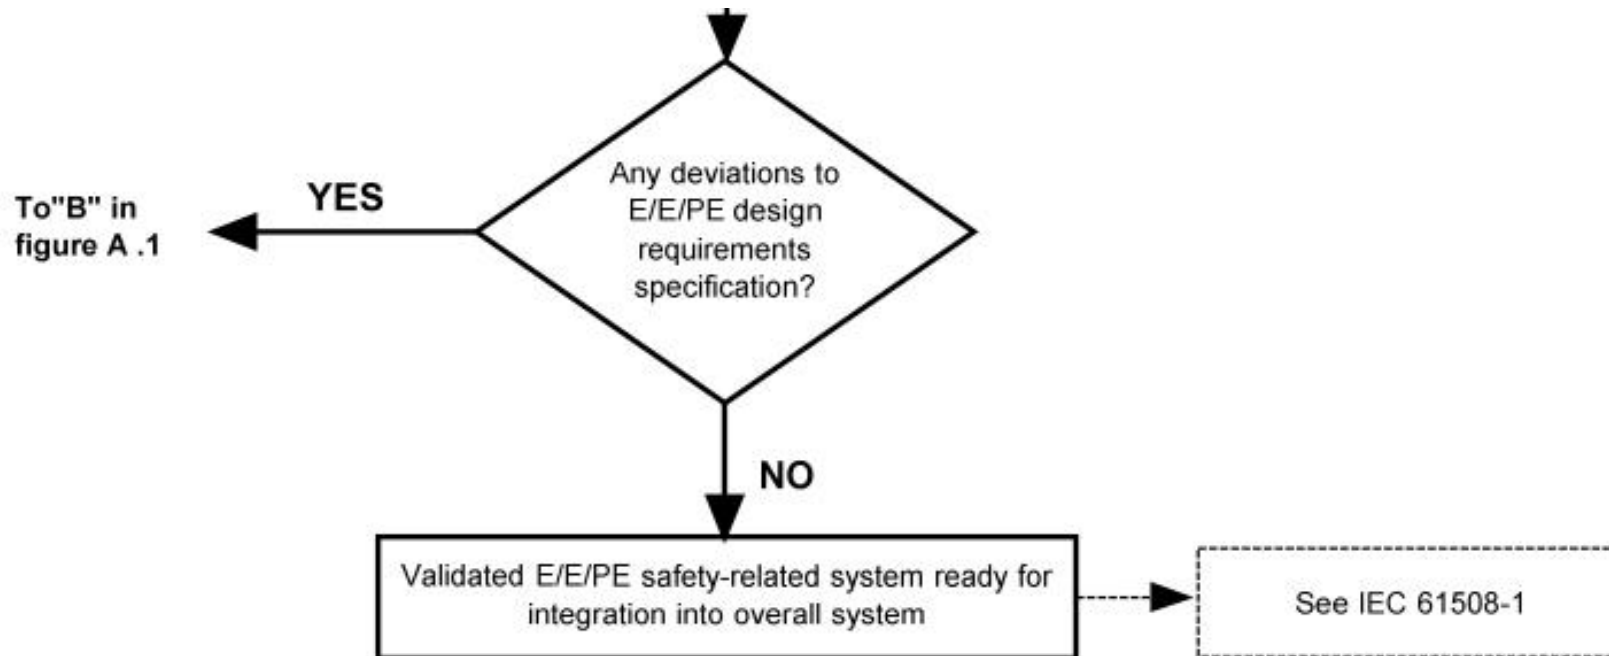 Any deviations to
E/E/PE design
requirements
specification?
YES
To"B" in
figure A .1
NO
Validated E/E/PE safety-related system ready for
integration into overall system
See IEC 61508-1